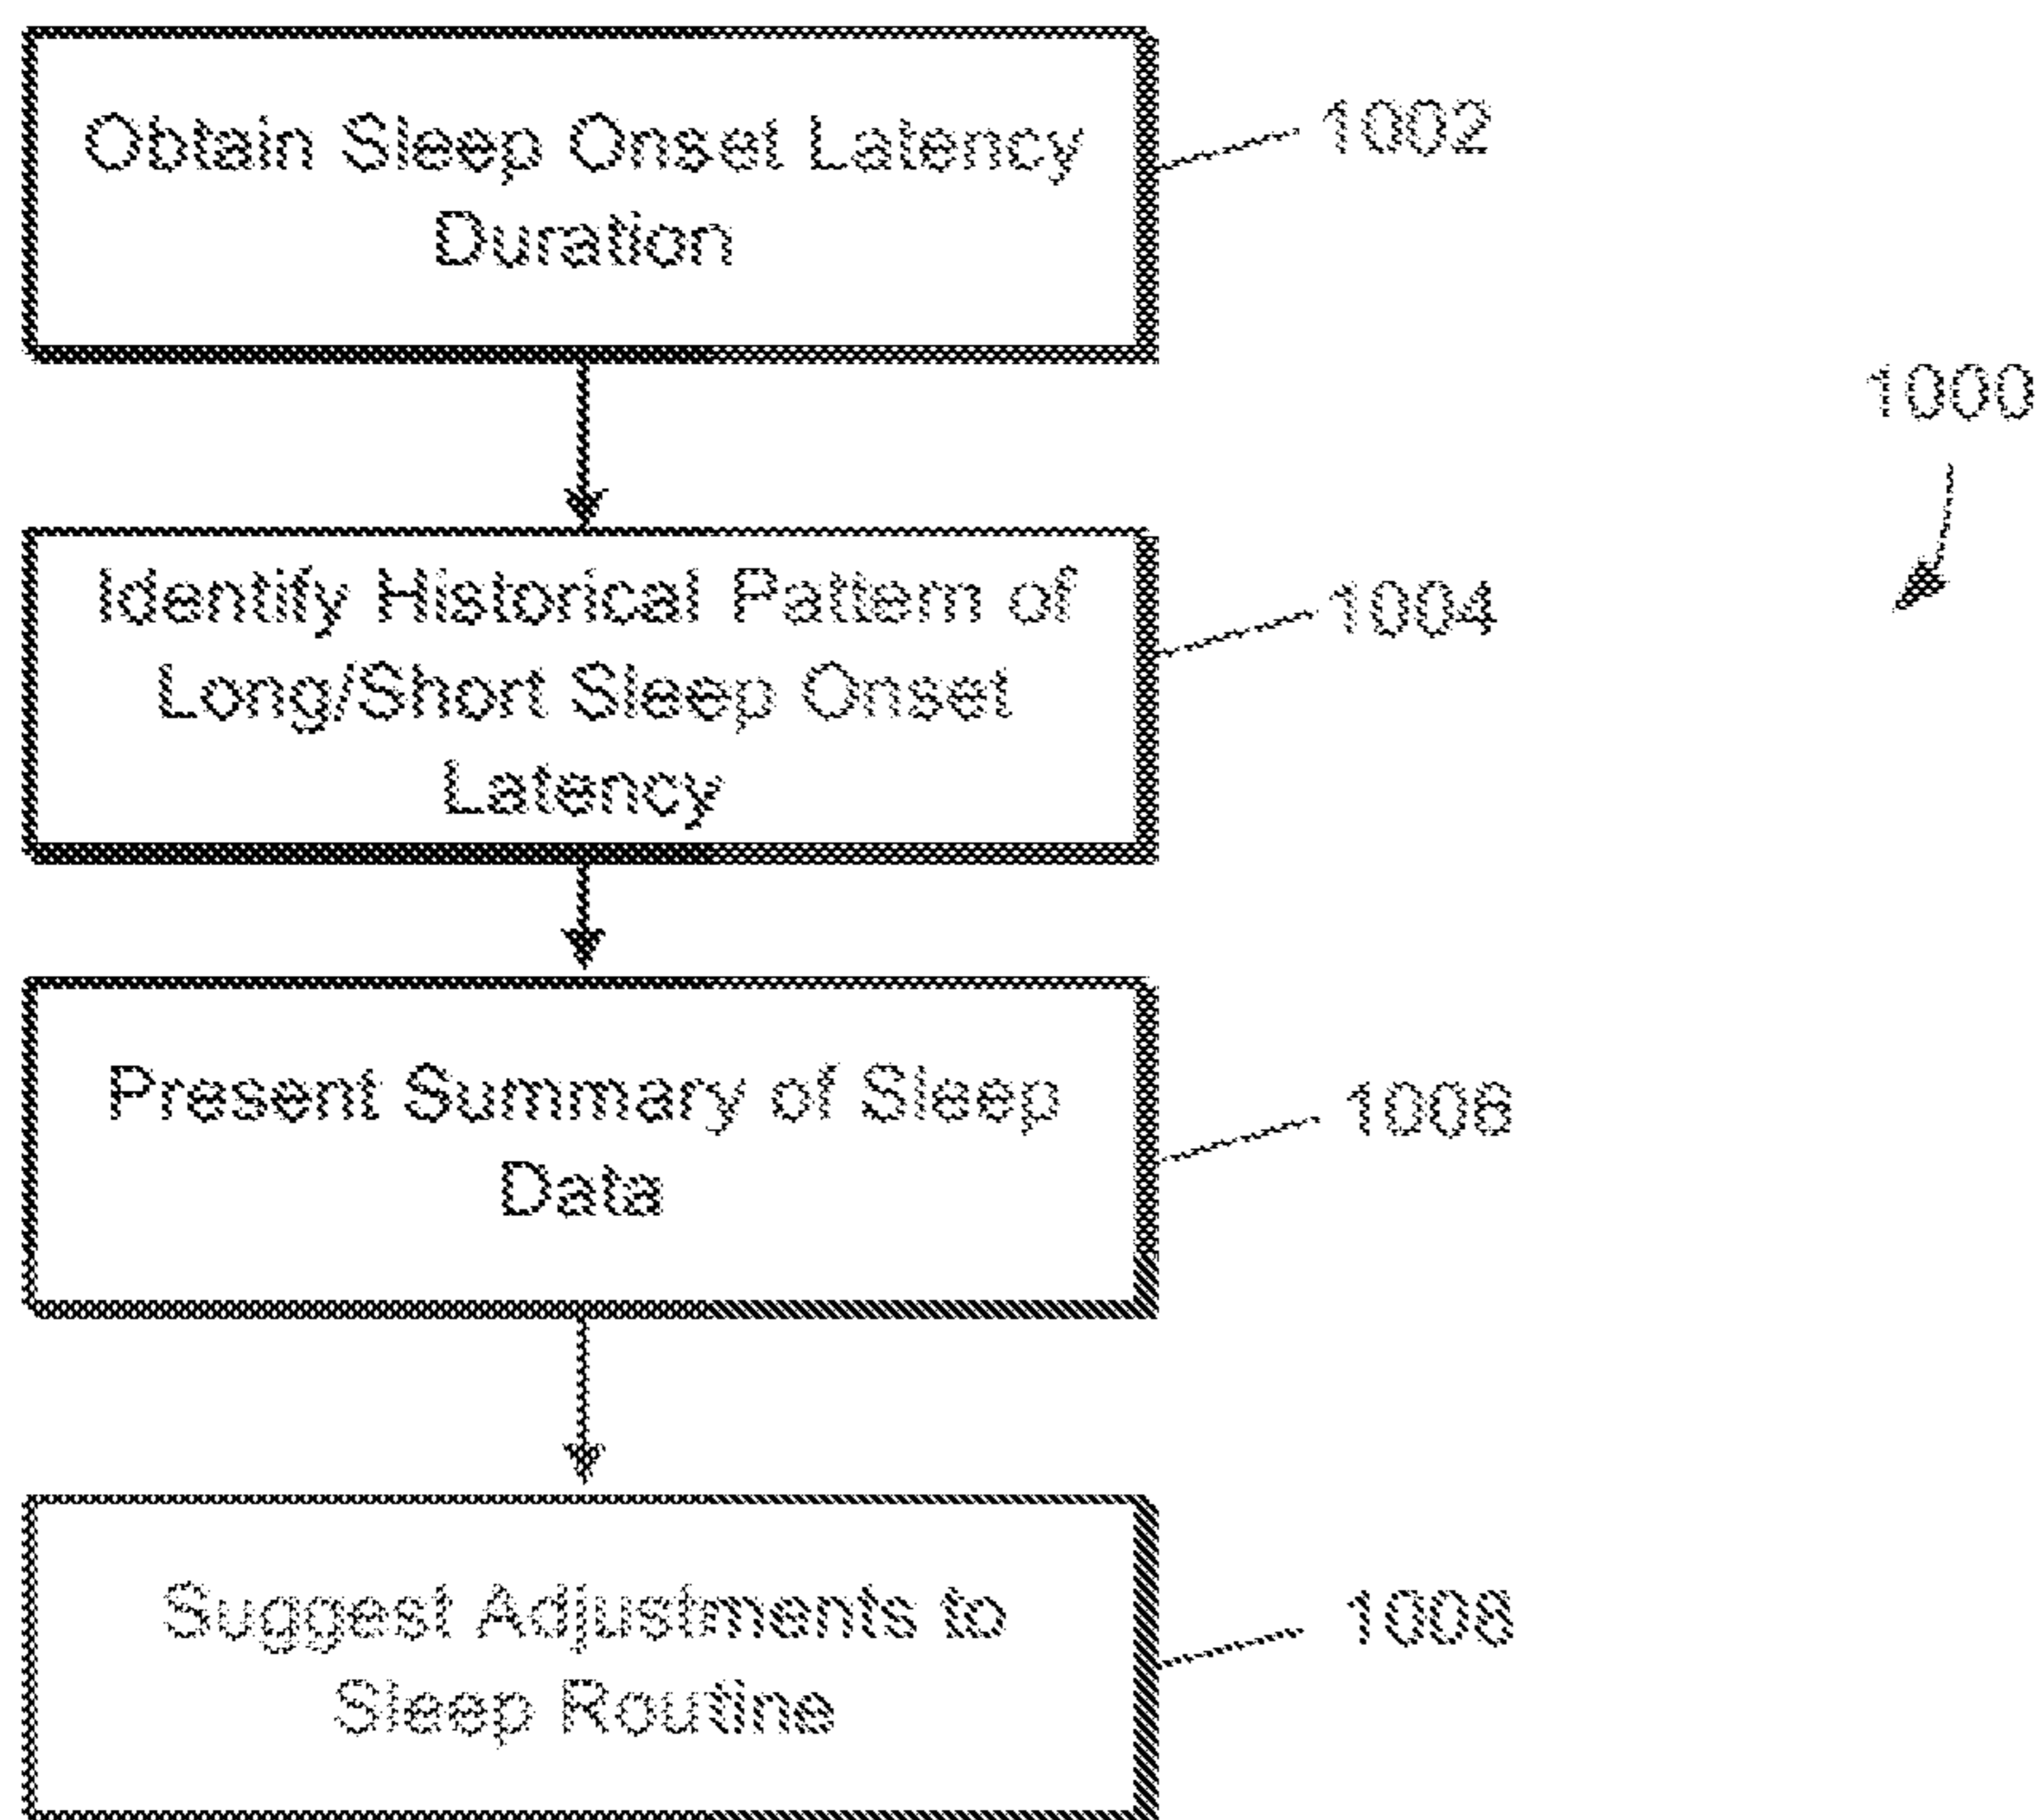 Obtain Sleep Onset Latency
Duration
1002
1000
Identify Historical Pattern of
Long/Short Sleep Onset
Latency
1004
Present Summary of Sleep
Data
1006
Suggest Adjustments to
Sleep Routine
1008